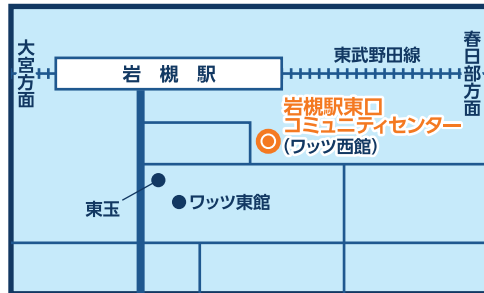 大宮方面
岩槻駅
東武野田線
春日部方面
岩槻駅東口
コミュニティセンター
(ワッツ西館)
東玉
ワッツ東館